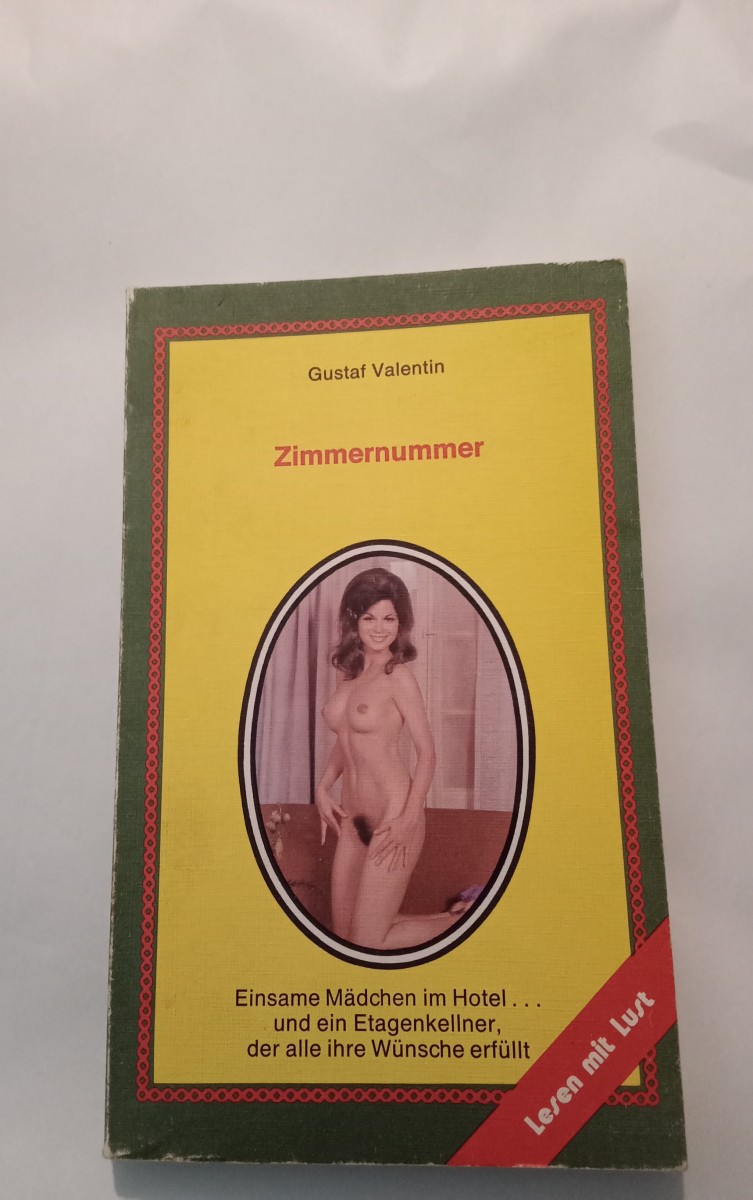 Gustaf Valentin
Zimmernummer
Einsame Mädchen im Hotel . . .
und ein Etagenkellner,
der alle ihre Wünsche erfüllt
Lesen mit Lust